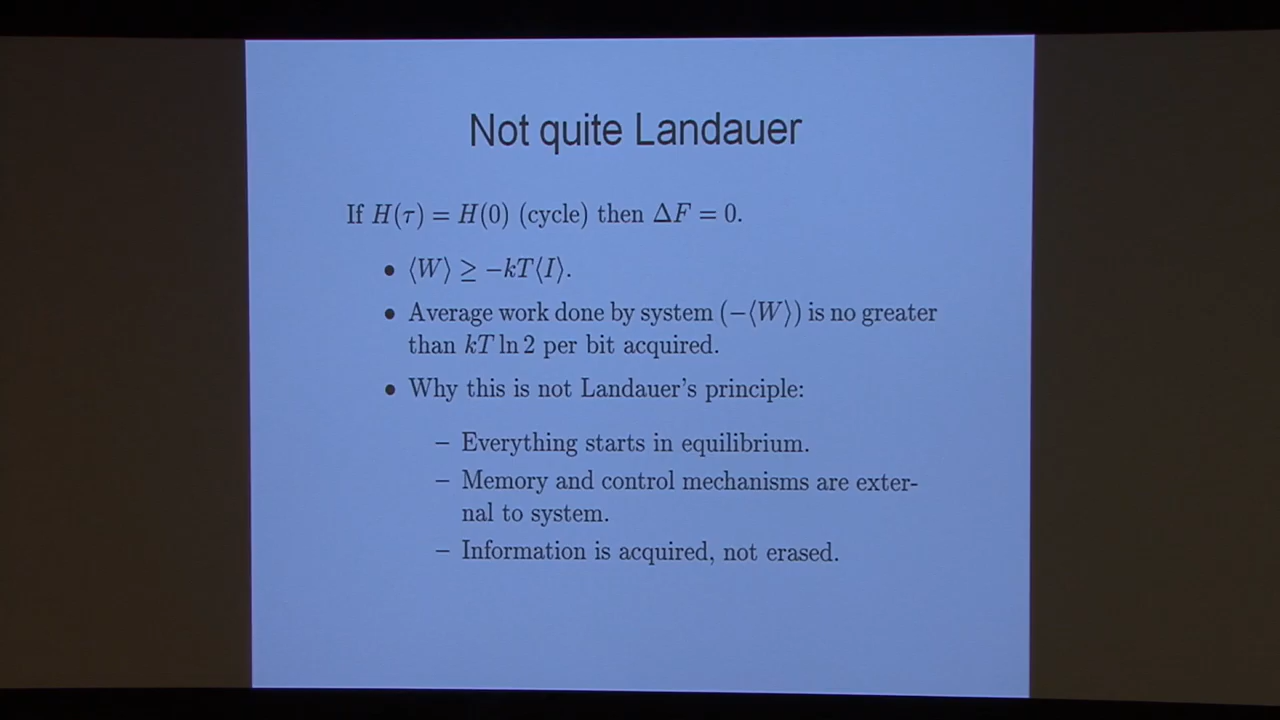 Not quite Landauer
If H(τ) = H(0) (cycle) then ΔF = 0.
• ⟨W⟩ ≥ −kT⟨I⟩.
• Average work done by system (−⟨W⟩) is no greater
than kT ln 2 per bit acquired.
• Why this is not Landauer's principle:
– Everything starts in equilibrium.
– Memory and control mechanisms are exter-
nal to system.
– Information is acquired, not erased.